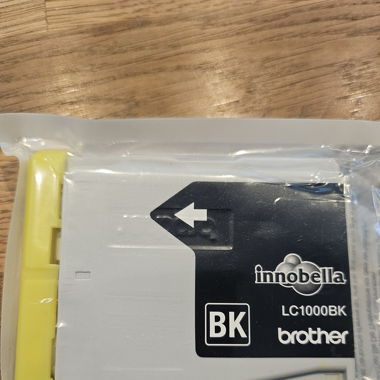 innobella
LC1000BK
BK
brother